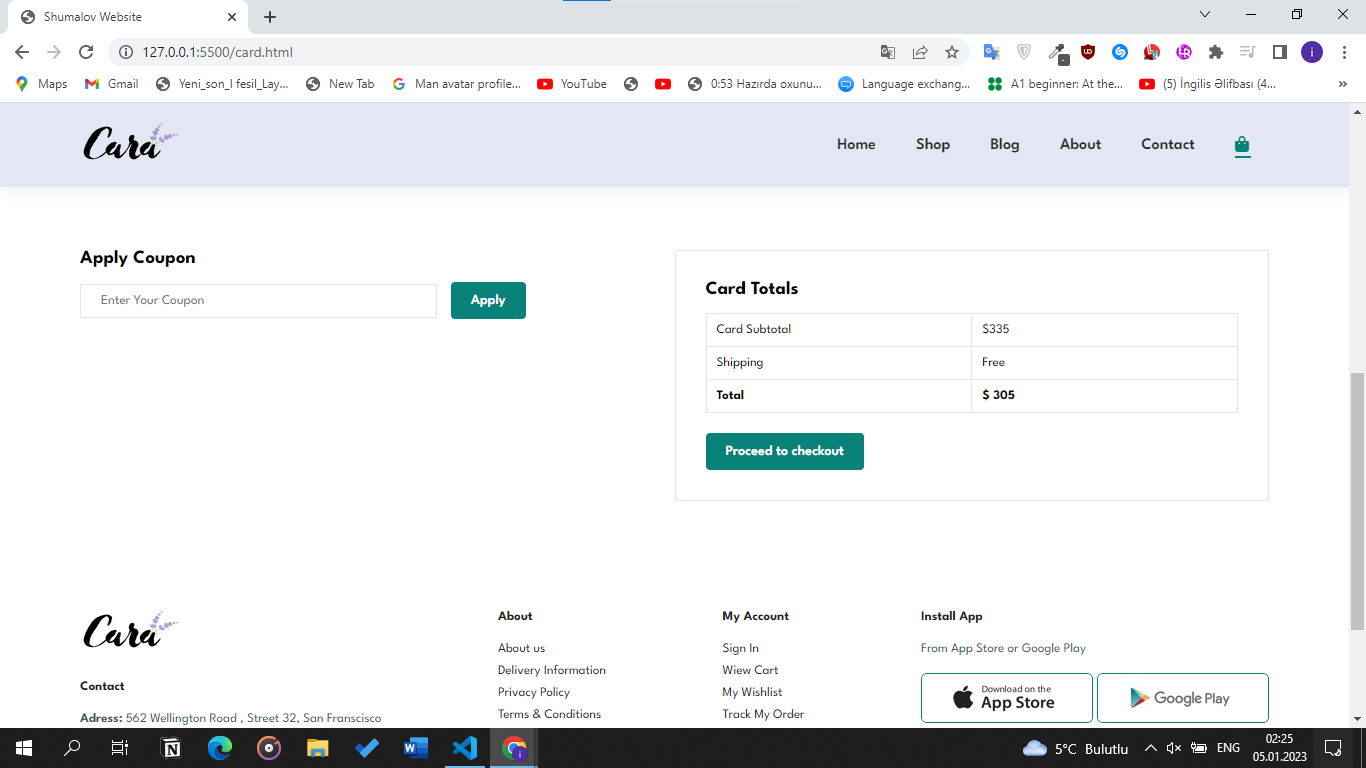 Shumalov Website
127.0.0.1:5500/card.html
Maps Gmail Yeni_son_I fesil_Lay... New Tab Man avatar profile... YouTube 0:53 Hazırda oxunu... Language exchang... A1 beginner: At the... (5) İngilis Əlifbası (4... »
Cara
Home Shop Blog About Contact
Apply Coupon
Enter Your Coupon Apply
Card Totals
Card Subtotal $335
Shipping Free
Total $ 305
Proceed to checkout
Cara
Contact
Adress: 562 Wellington Road , Street 32, San Franscisco
About
About us
Delivery Information
Privacy Policy
Terms & Conditions
My Account
Sign In
Wiew Cart
My Wishlist
Track My Order
Install App
From App Store or Google Play
Download on the
App Store
Google Play
5°C Bulutlu ENG 02:25
05.01.2023